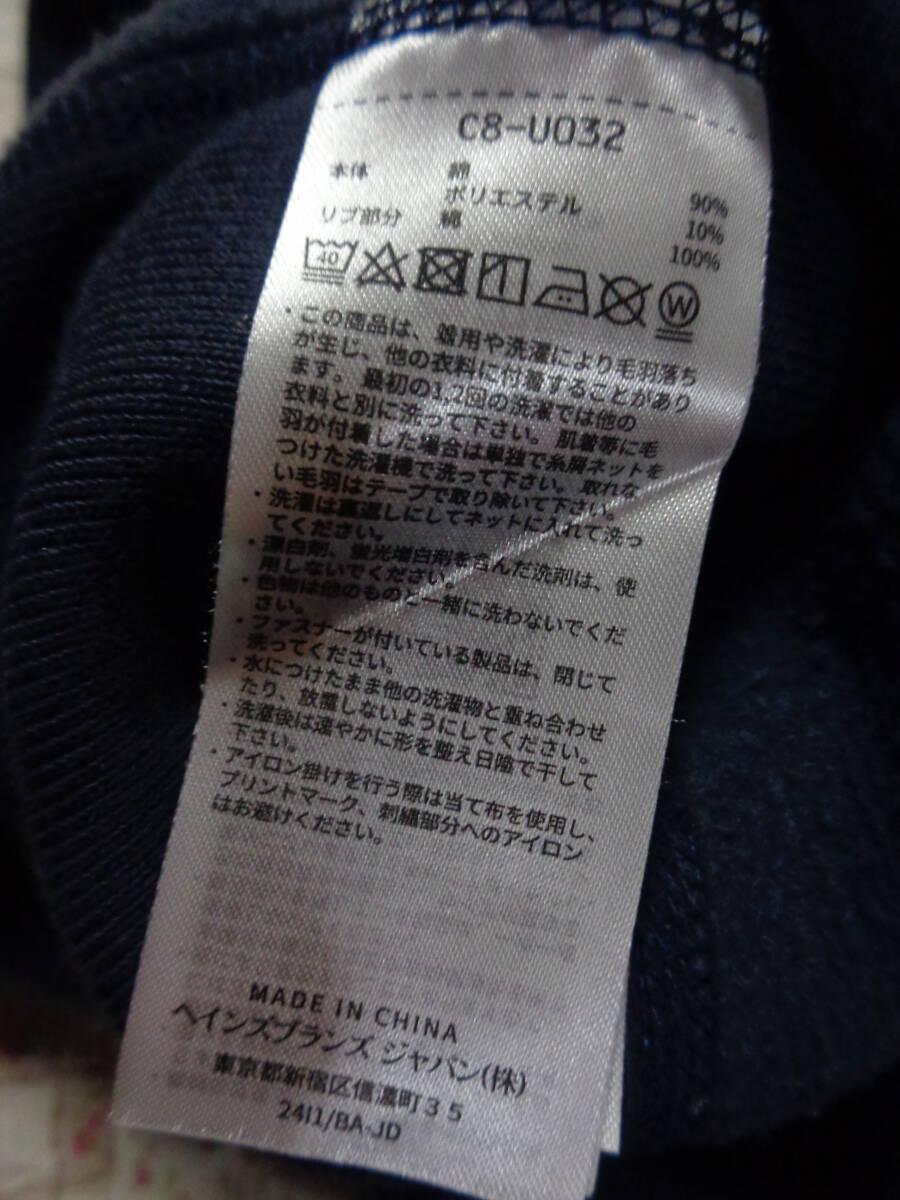 C8-U032
本体 綿 90%
ポリエステル 10%
リブ部分 綿 100%
40 W
・この商品は、着用や洗濯により毛羽落ち
が生じ、他の衣料に付着することがあり
ます。最初の1,2回の洗濯では他の
衣料と別に洗って下さい。肌着等に毛
羽が付着した場合は単独で糸屑ネットを
つけた洗濯機で洗って下さい。取れな
い毛羽はテープで取り除いて下さい。
・洗濯は裏返しにしてネットに入れて洗っ
てください。
・漂白剤、蛍光増白剤を含んだ洗剤は、使
用しないでください。
・色物は他のものと一緒に洗わないでくだ
さい。
・ファスナーが付いている製品は、閉じて
洗ってください。
・水につけたまま他の洗濯物と重ね合わせ
たり、放置しないようにしてください。
・洗濯後は速やかに形を整え日陰で干して
下さい。
・アイロン掛けを行う際は当て布を使用し、
プリントマーク、刺繍部分へのアイロン
はお避けください。
MADE IN CHINA
ヘインズブランズ ジャパン(株)
東京都新宿区信濃町35
24I1/BA-JD